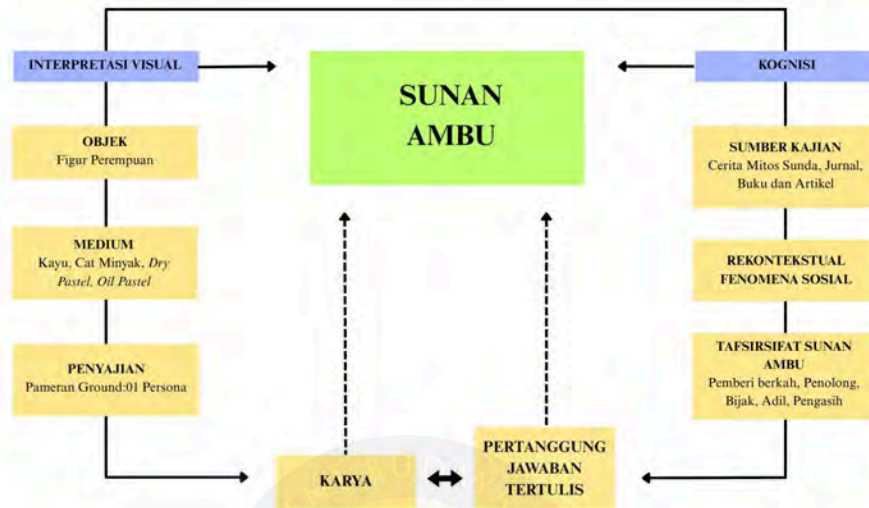 INTERPRETASI VISUAL
OBJEK
Figur Perempuan
MEDIUM
Kayu, Cat Minyak, Dry
Pastel, Oil Pastel
PENYAJIAN
Pameran Ground:01 Persona
SUNAN
AMBU
KARYA
PERTANGGUNG
JAWABAN
TERTULIS
KOGNISI
SUMBER KAJIAN
Cerita Mitos Sunda, Jurnal,
Buku dan Artikel
REKONTEKSTUAL
FENOMENA SOSIAL
TAFSIRSIFAT SUNAN
AMBU
Pemberi berkah, Penolong,
Bijak, Adil, Pengasih